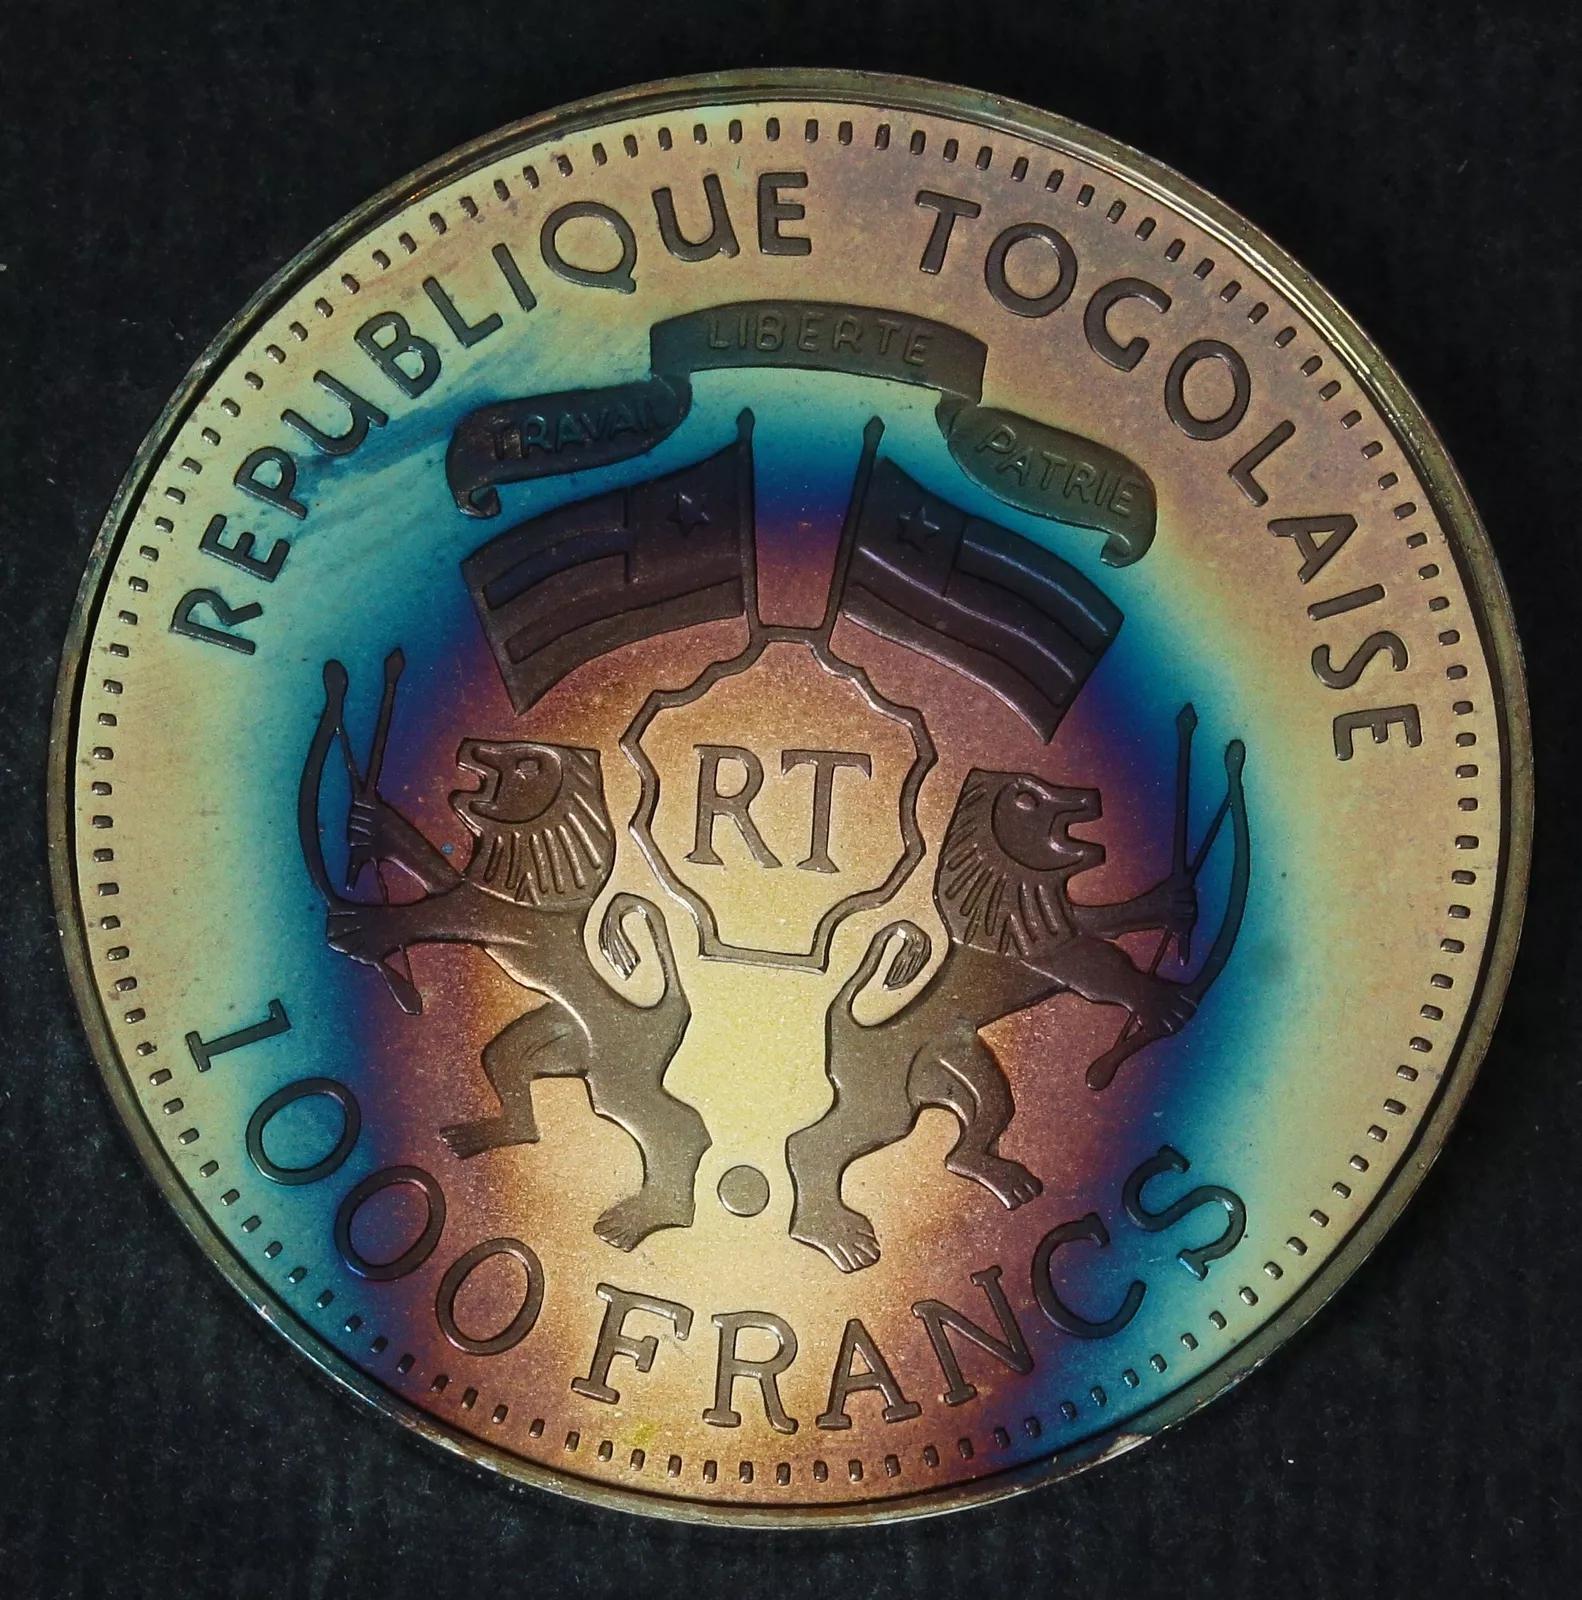 REPUBLIQUE TOGOLAISE
TRAVAIL LIBERTE PATRIE
RT
1000 FRANCS